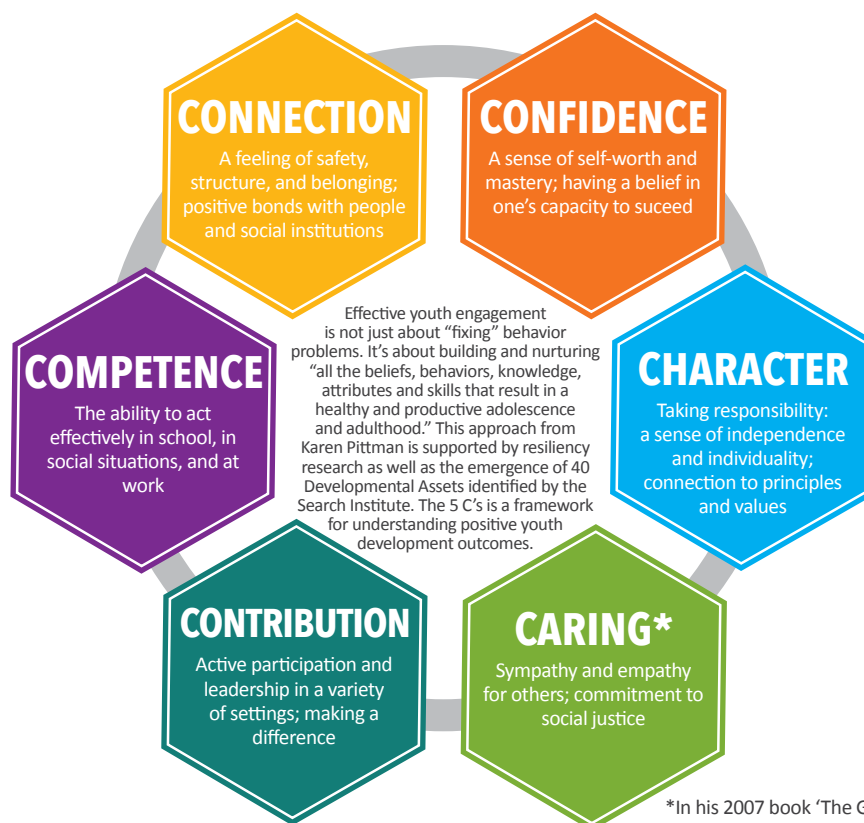 CONNECTION
A feeling of safety,
structure, and belonging;
positive bonds with people
and social institutions
CONFIDENCE
A sense of self-worth and
mastery; having a belief in
one’s capacity to suceed
COMPETENCE
The ability to act
effectively in school, in
social situations, and at
work
Effective youth engagement
is not just about “fixing” behavior
problems. It’s about building and nurturing
“all the beliefs, behaviors, knowledge,
attributes and skills that result in a
healthy and productive adolescence
and adulthood.” This approach from
Karen Pittman is supported by resiliency
research as well as the emergence of 40
Developmental Assets identified by the
Search Institute. The 5 C’s is a framework
for understanding positive youth
development outcomes.
CHARACTER
Taking responsibility:
a sense of independence
and individuality;
connection to principles
and values
CONTRIBUTION
Active participation and
leadership in a variety
of settings; making a
difference
CARING*
Sympathy and empathy
for others; commitment to
social justice
*In his 2007 book ‘The G